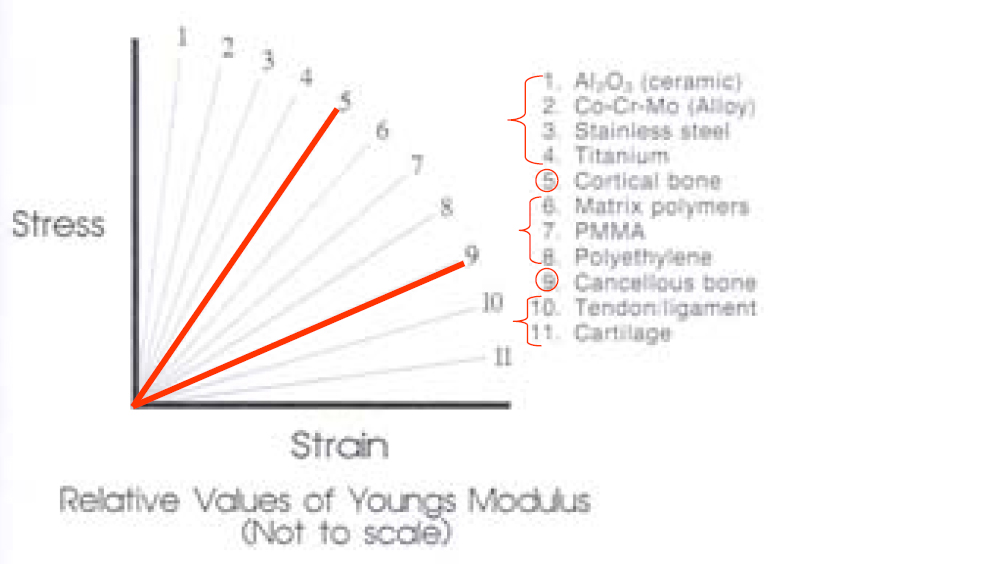 1
2
3
4
5
6
7
8
9
10
11
Stress
Strain
Relative Values of Youngs Modulus
(Not to scale)
1. Al₂O₃ (ceramic)
2. Co-Cr-Mo (Alloy)
3. Stainless steel
4. Titanium
5. Cortical bone
6. Matrix polymers
7. PMMA
8. Polyethylene
9. Cancellous bone
10. Tendon/ligament
11. Cartilage